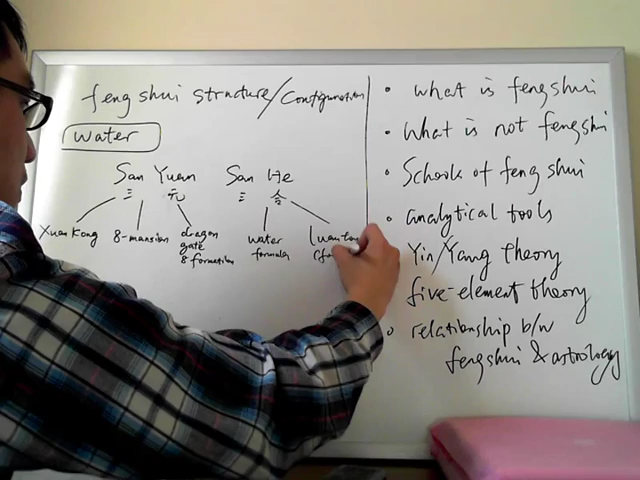 feng shui structure/Configuration
Water
San Yuan San He
三 元 三 合
Xuan Kong 8-mansion dragon gate 8 formation water formula
• what is fengshui
• What is not fengshui
• Schools of feng shui
• analytical tools
Yin/Yang Theory
five-element theory
• relationship b/w
fengshui & astrology